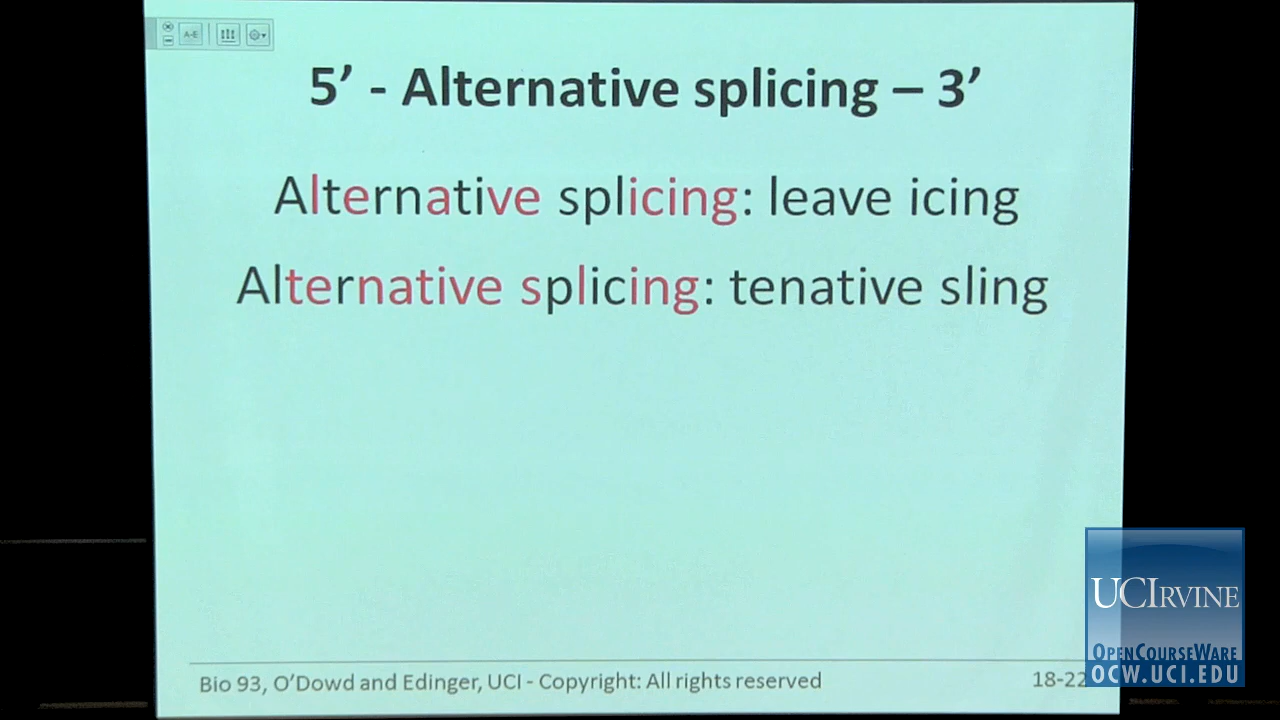 A-E
5’ - Alternative splicing – 3’
Alternative splicing: leave icing
Alternative splicing: tenative sling
Bio 93, O’Dowd and Edinger, UCI - Copyright: All rights reserved
18-22
UCIRVINE
OPENCOURSEWARE
OCW.UCI.EDU